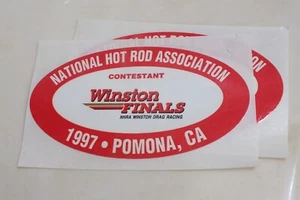 NATIONAL HOT ROD ASSOCIATION
CONTESTANT
Winston
FINALS
NHRA WINSTON DRAG RACING
1997 • POMONA, CA